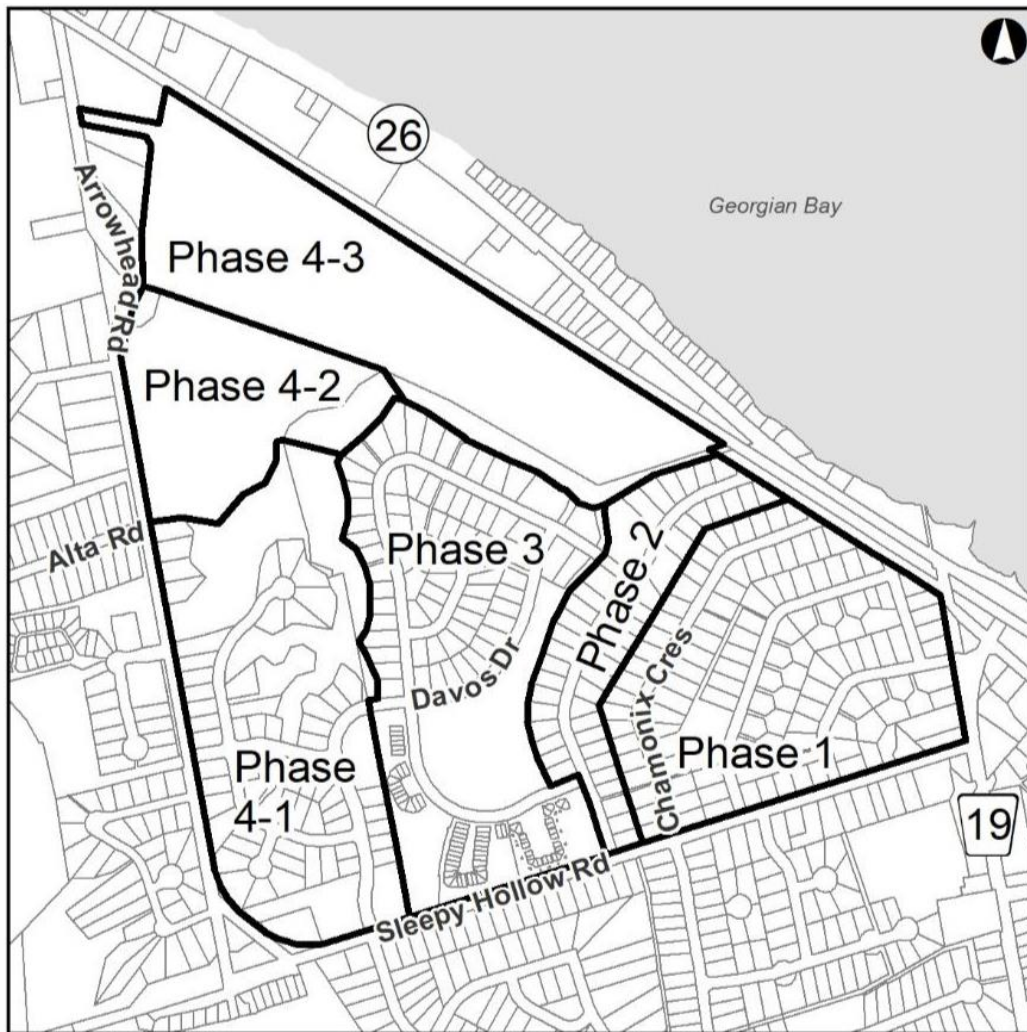 26
Georgian Bay
Arrowhead Rd
Phase 4-3
Phase 4-2
Alta Rd
Phase 3
Phase 2
Davos Dr
Chamonix Cres
Phase 1
Phase
4-1
19
Sleepy Hollow Rd